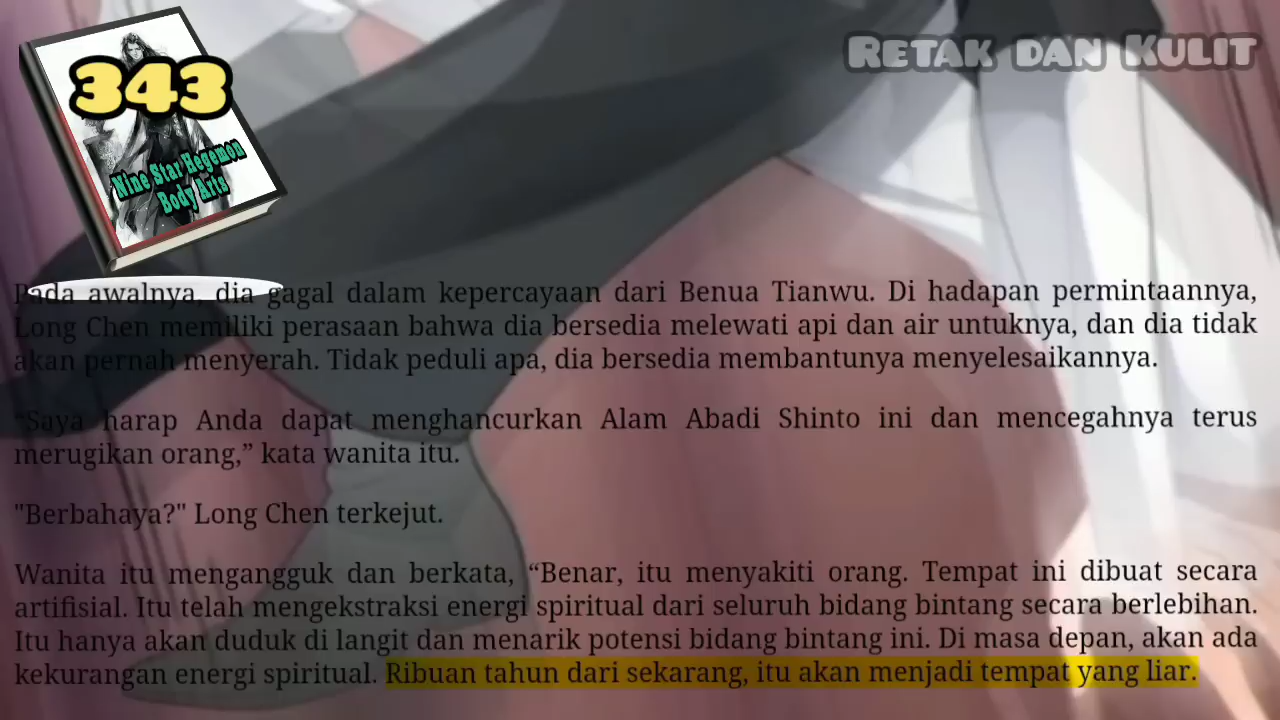 343
Nine Star Hegemon
Body Arts
Retak dan Kulit
Pada awalnya, dia gagal dalam kepercayaan dari Benua Tianwu. Di hadapan permintaannya,
Long Chen memiliki perasaan bahwa dia bersedia melewati api dan air untuknya, dan dia tidak
akan pernah menyerah. Tidak peduli apa, dia bersedia membantunya menyelesaikannya.
“Saya harap Anda dapat menghancurkan Alam Abadi Shinto ini dan mencegahnya terus
merugikan orang,” kata wanita itu.
"Berbahaya?" Long Chen terkejut.
Wanita itu mengangguk dan berkata, “Benar, itu menyakiti orang. Tempat ini dibuat secara
artifisial. Itu telah mengekstraksi energi spiritual dari seluruh bidang bintang secara berlebihan.
Itu hanya akan duduk di langit dan menarik potensi bidang bintang ini. Di masa depan, akan ada
kekurangan energi spiritual. Ribuan tahun dari sekarang, itu akan menjadi tempat yang liar.